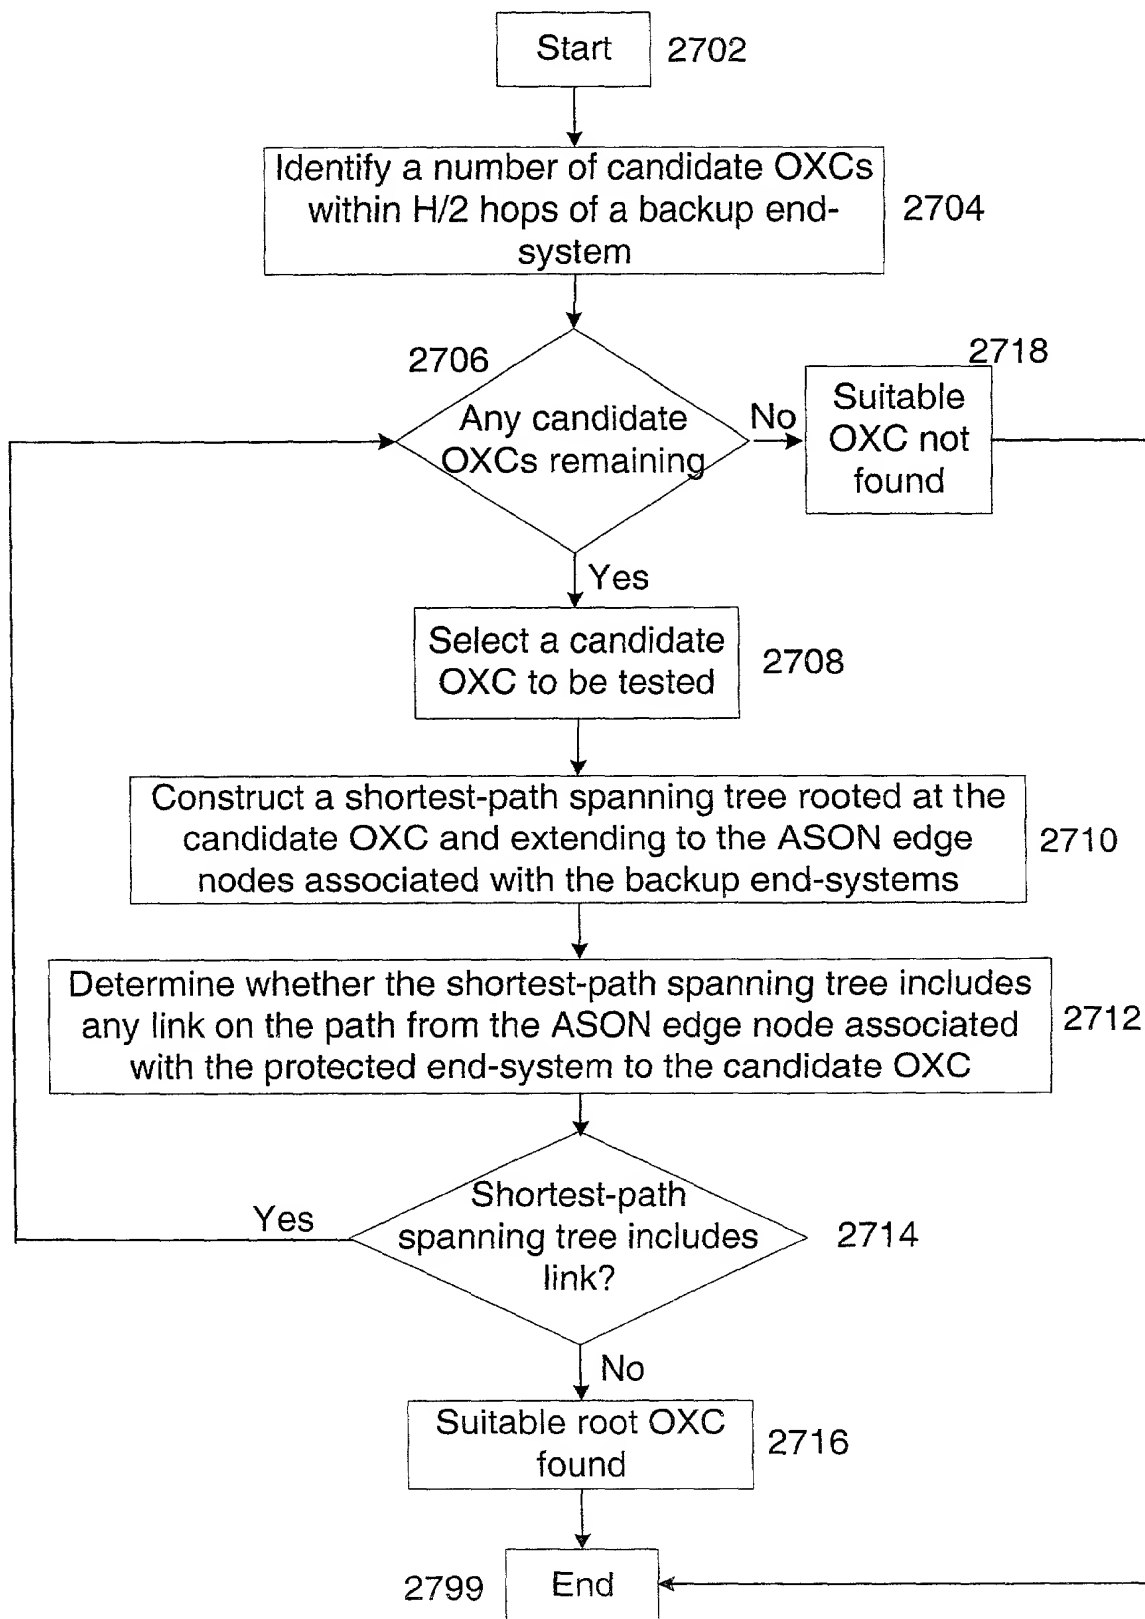 Start 2702
Identify a number of candidate OXCs
within H/2 hops of a backup end-
system
2704
2706
Any candidate
OXCs remaining
No
2718
Suitable
OXC not
found
Yes
Select a candidate
OXC to be tested
2708
Construct a shortest-path spanning tree rooted at the
candidate OXC and extending to the ASON edge
nodes associated with the backup end-systems
2710
Determine whether the shortest-path spanning tree includes
any link on the path from the ASON edge node associated
with the protected end-system to the candidate OXC
2712
Shortest-path
spanning tree includes
link?
2714
Yes
No
Suitable root OXC
found
2716
2799
End